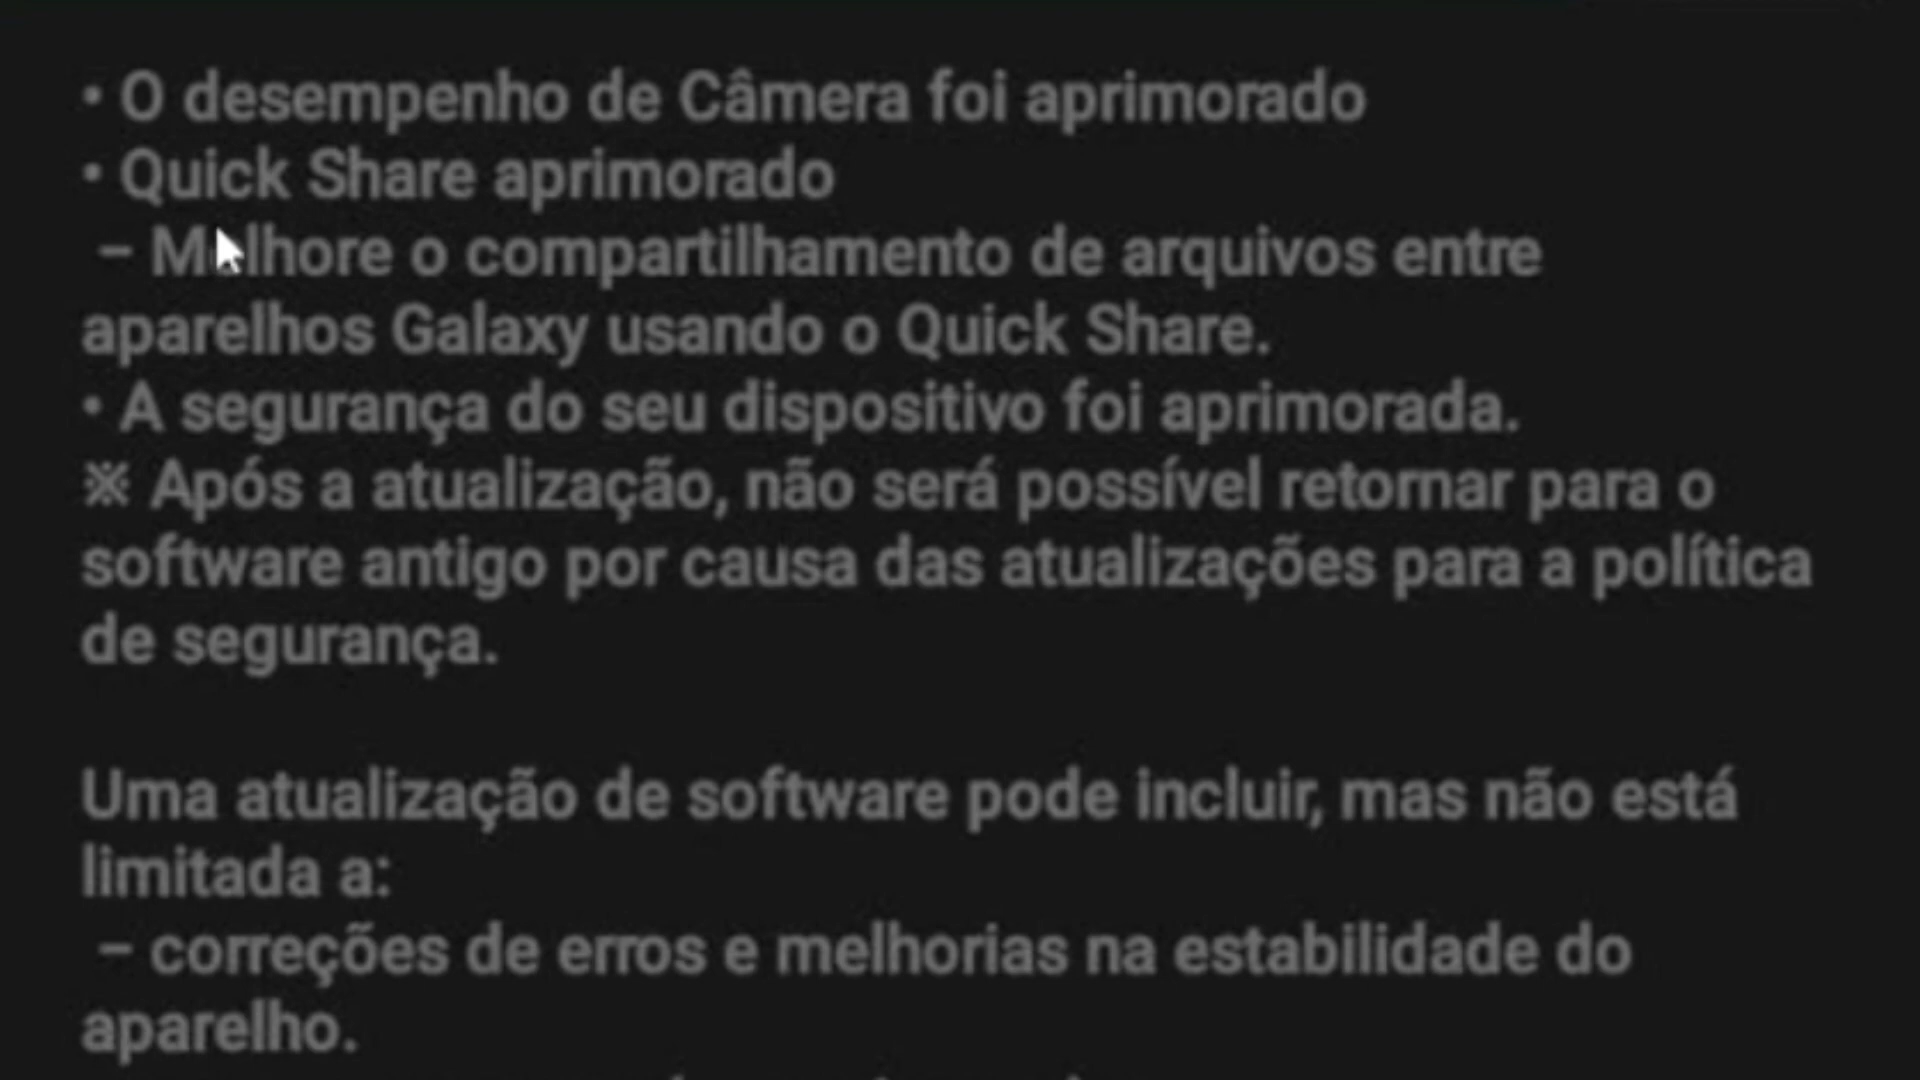 • O desempenho de Câmera foi aprimorado
• Quick Share aprimorado
– Melhore o compartilhamento de arquivos entre
aparelhos Galaxy usando o Quick Share.
• A segurança do seu dispositivo foi aprimorada.
※ Após a atualização, não será possível retornar para o
software antigo por causa das atualizações para a política
de segurança.
Uma atualização de software pode incluir, mas não está
limitada a:
– correções de erros e melhorias na estabilidade do
aparelho.